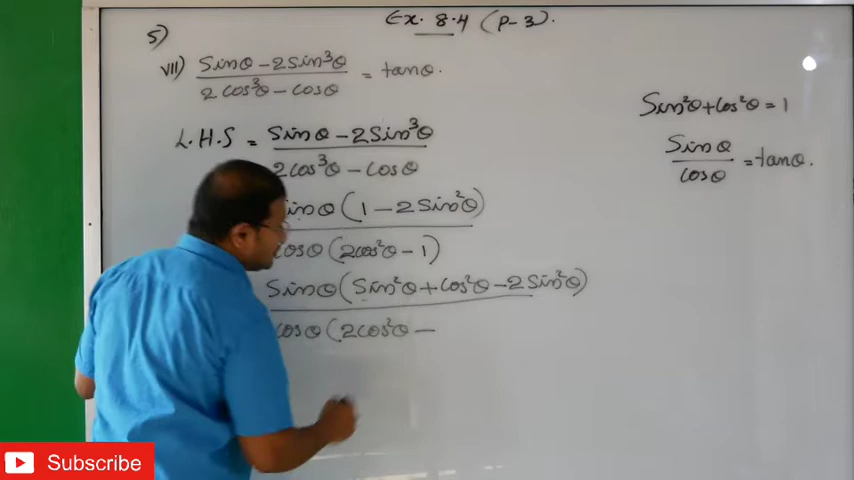 Ex. 8.4 (P-3).
5)
VII) Sinθ - 2Sin³θ / 2cos³θ - cosθ = tanθ.
L.H.S = Sinθ - 2Sin³θ / 2cos³θ - cosθ
Sinθ (1 - 2Sin²θ) / cosθ (2cos²θ - 1)
Sinθ (Sin²θ + cos²θ - 2Sin²θ) / cosθ (2cos²θ -
Sin²θ + cos²θ = 1
Sinθ / cosθ = tanθ.
Subscribe